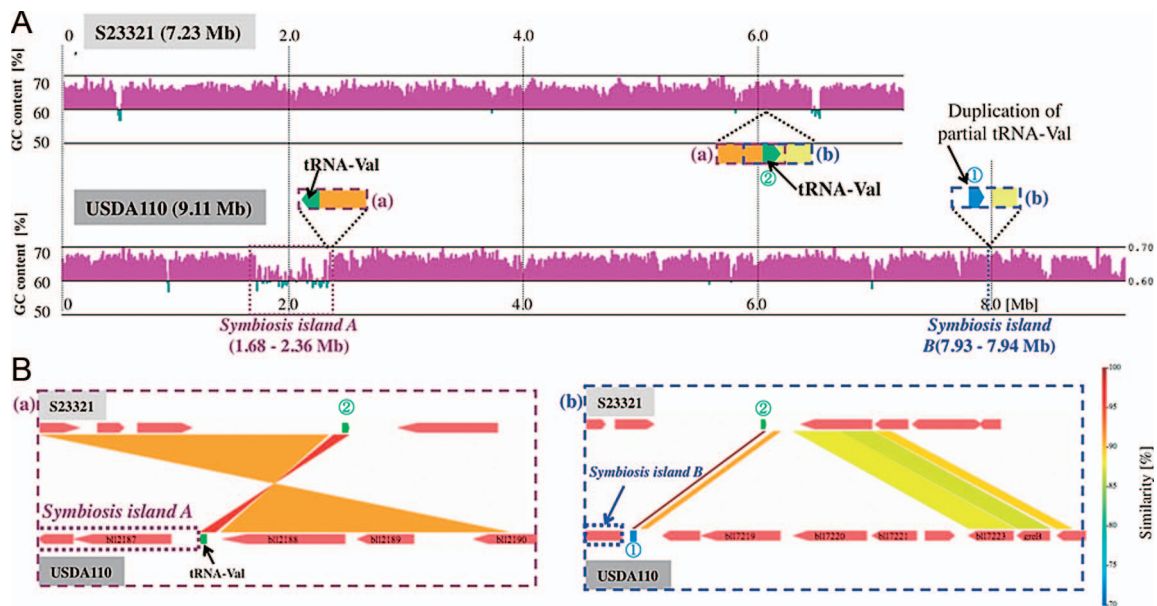 A
S23321 (7.23 Mb)
0
2.0
4.0
6.0
GC content [%]
70
60
50
Duplication of
partial tRNA-Val
tRNA-Val
(a)
(a)
(b)
②
tRNA-Val
①
(b)
USDA110 (9.11 Mb)
GC content [%]
70
60
50
0.70
0.60
0
2.0
4.0
6.0
8.0 [Mb]
Symbiosis island A
(1.68 - 2.36 Mb)
Symbiosis island
B(7.93 - 7.94 Mb)
B
(a)
S23321
②
Symbiosis island A
bll2187
bll2188
bll2189
bll2190
tRNA-Val
USDA110
(b)
S23321
②
Symbiosis island B
①
bll7219
bll7220
bll7221
bll7223
groEL
USDA110
100
95
90
85
80
75
70
Similarity [%]